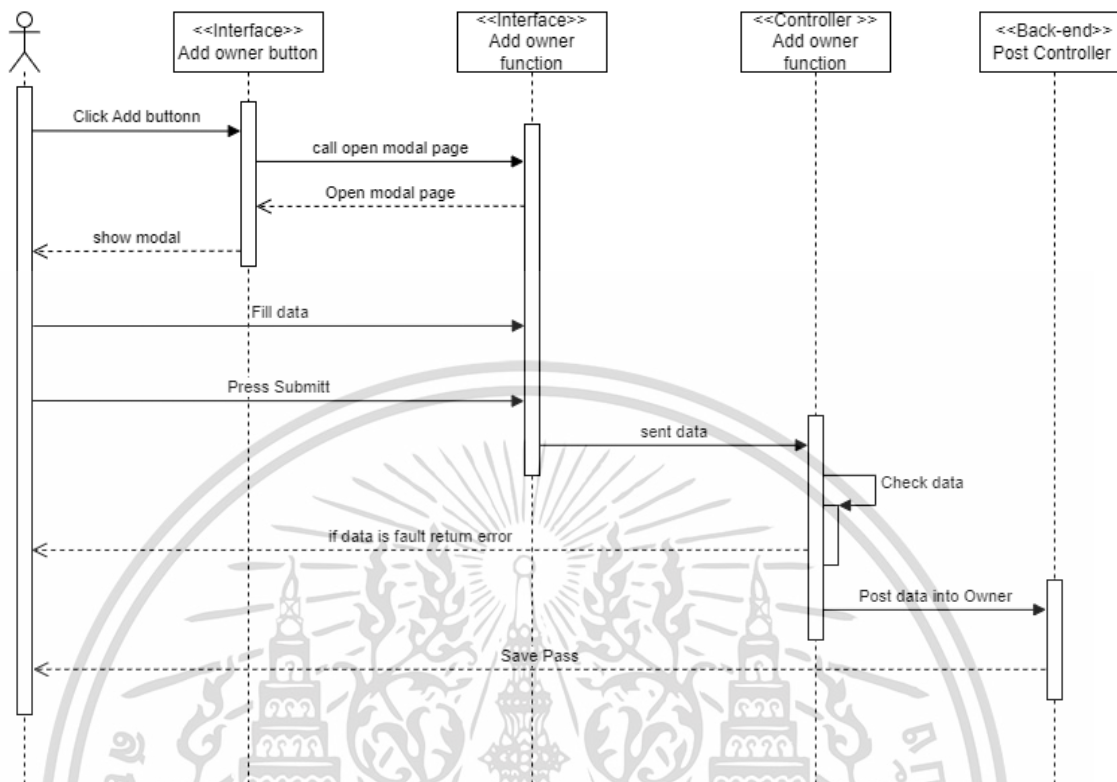 <<Interface>>
Add owner button
<<Interface>>
Add owner
function
<<Controller >>
Add owner
function
<<Back-end>>
Post Controller
Click Add buttonn
call open modal page
Open modal page
show modal
Fill data
Press Submitt
sent data
Check data
if data is fault return error
Post data into Owner
Save Pass